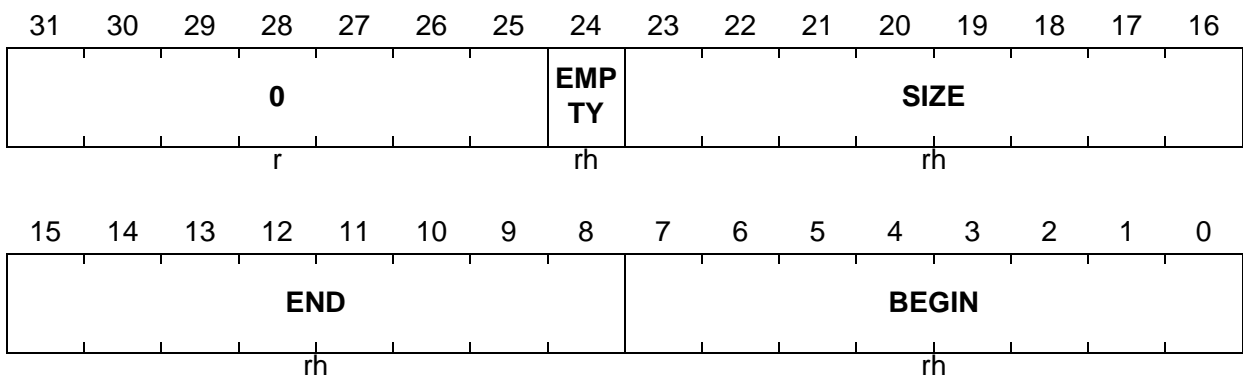 31 30 29 28 27 26 25 24 23 22 21 20 19 18 17 16
0 EMP TY SIZE
r rh rh
15 14 13 12 11 10 9 8 7 6 5 4 3 2 1 0
END BEGIN
rh rh